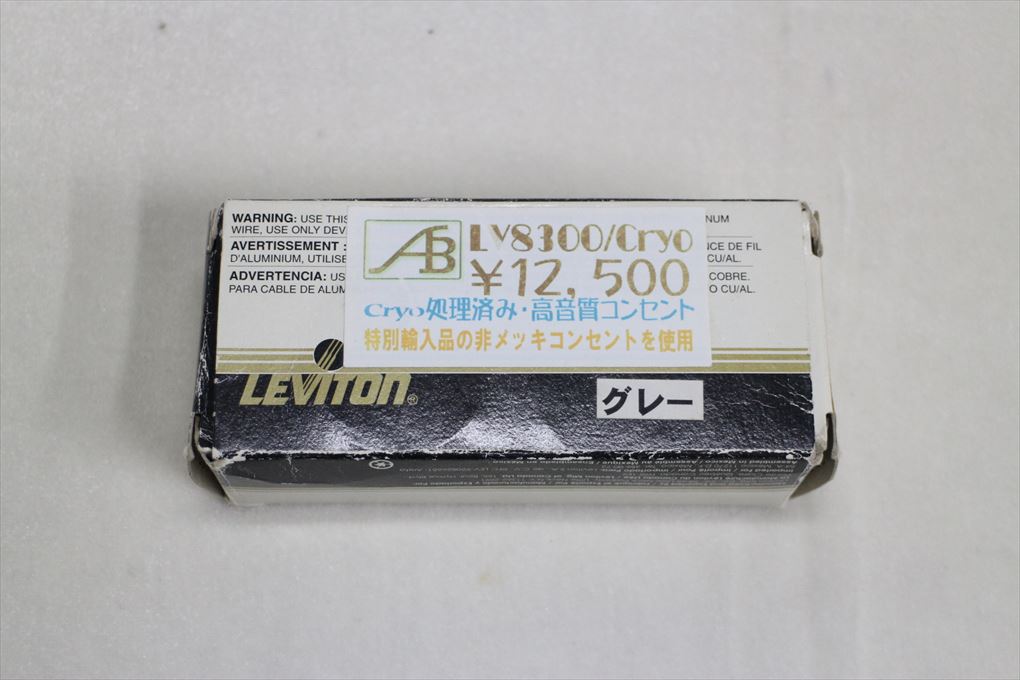 WARNING: USE THIS
WIRE, USE ONLY DEV
AVERTISSEMENT :
D'ALUMINIUM, UTILISE
ADVERTENCIA: US
PARA CABLE DE ALUM
NUM
NCE DE FIL
CU/AL.
COBRE.
O CU/AL.
AB
LV8300/Cryo
¥12,500
Cryo処理済み・高音質コンセント
特別輸入品の非メッキコンセントを使用
LEVITON®
グレー